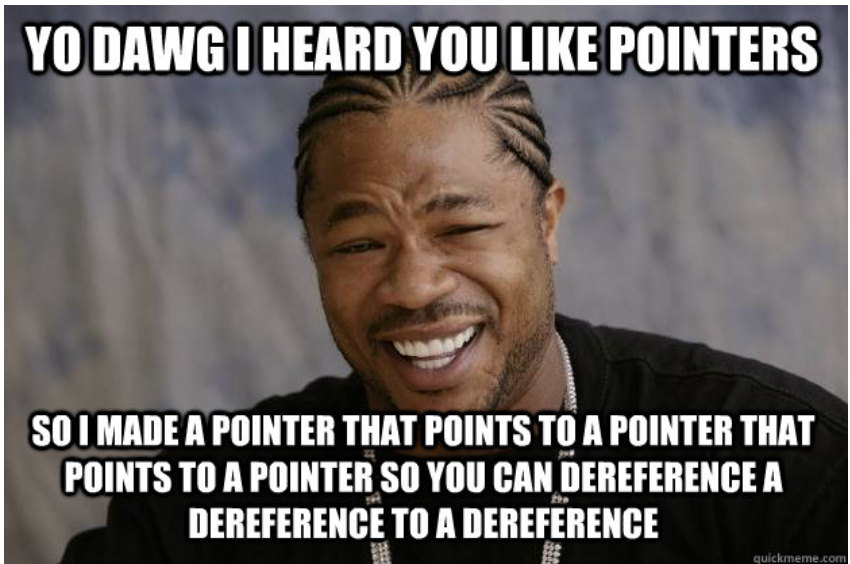 YO DAWG I HEARD YOU LIKE POINTERS
SO I MADE A POINTER THAT POINTS TO A POINTER THAT
POINTS TO A POINTER SO YOU CAN DEREFERENCE A
DEREFERENCE TO A DEREFERENCE
quickmeme.com